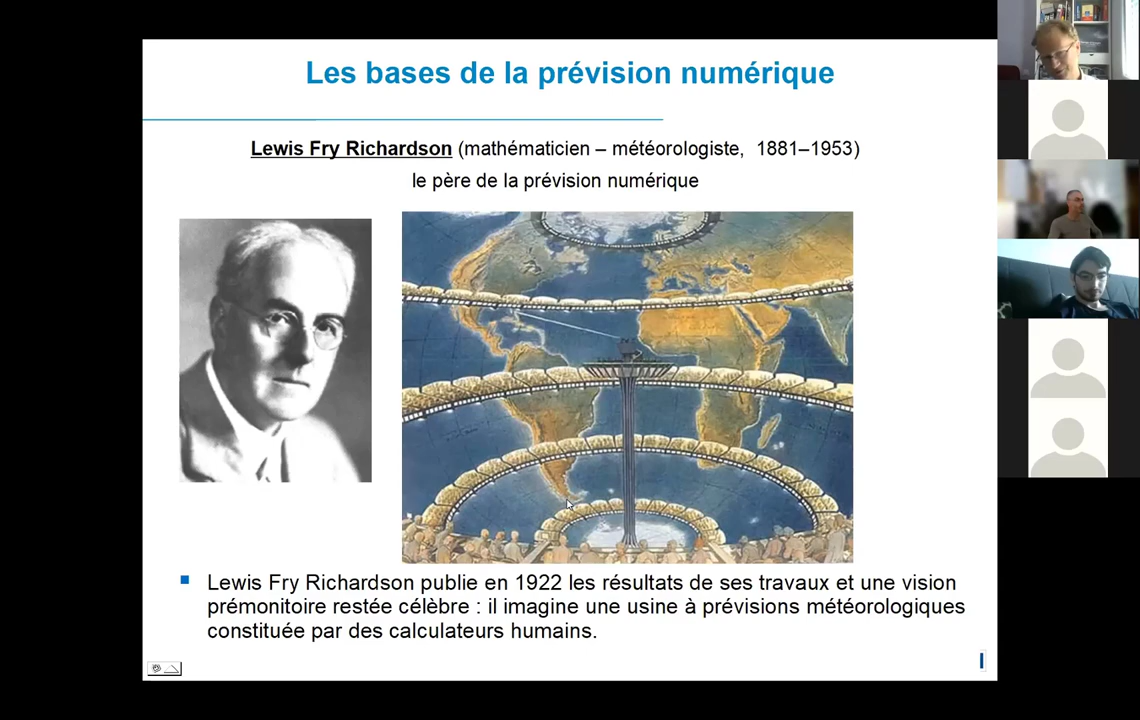 Les bases de la prévision numérique
Lewis Fry Richardson (mathématicien – météorologiste, 1881–1953)
le père de la prévision numérique
Lewis Fry Richardson publie en 1922 les résultats de ses travaux et une vision
prémonitoire restée célèbre : il imagine une usine à prévisions météorologiques
constituée par des calculateurs humains.